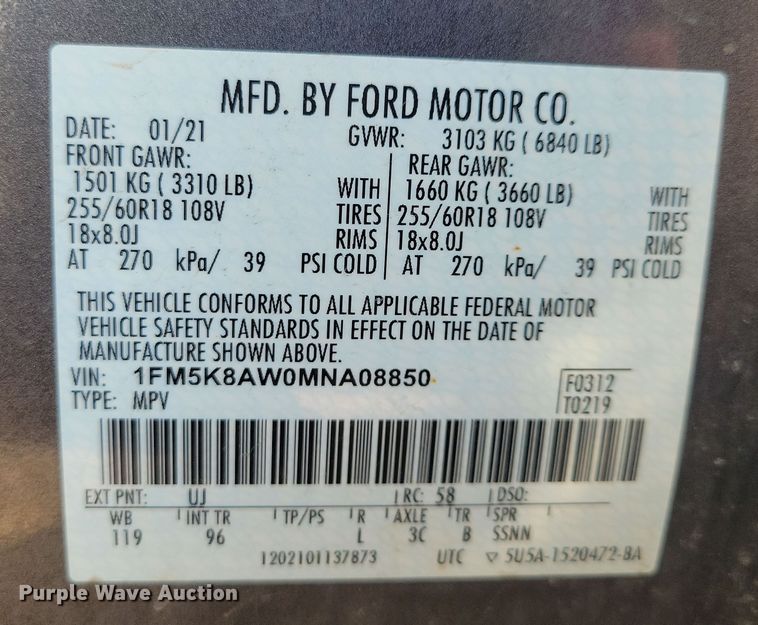 MFD. BY FORD MOTOR CO.
DATE: 01/21 GVWR: 3103 KG ( 6840 LB)
FRONT GAWR: REAR GAWR:
1501 KG ( 3310 LB) WITH 1660 KG ( 3660 LB) WITH
255/60R18 108V TIRES 255/60R18 108V TIRES
18x8.0J RIMS 18x8.0J RIMS
AT 270 kPa/ 39 PSI COLD AT 270 kPa/ 39 PSI COLD
THIS VEHICLE CONFORMS TO ALL APPLICABLE FEDERAL MOTOR
VEHICLE SAFETY STANDARDS IN EFFECT ON THE DATE OF
MANUFACTURE SHOWN ABOVE.
VIN: 1FM5K8AW0MNA08850 F0312
TYPE: MPV T0219
EXT PNT: UJ RC: 58 DSO:
WB INT TR TP/PS R AXLE TR SPR
119 96 L 3C B SSNN
1202101137873 UTC ▽ 5U5A-1520472-BA
Purple Wave Auction